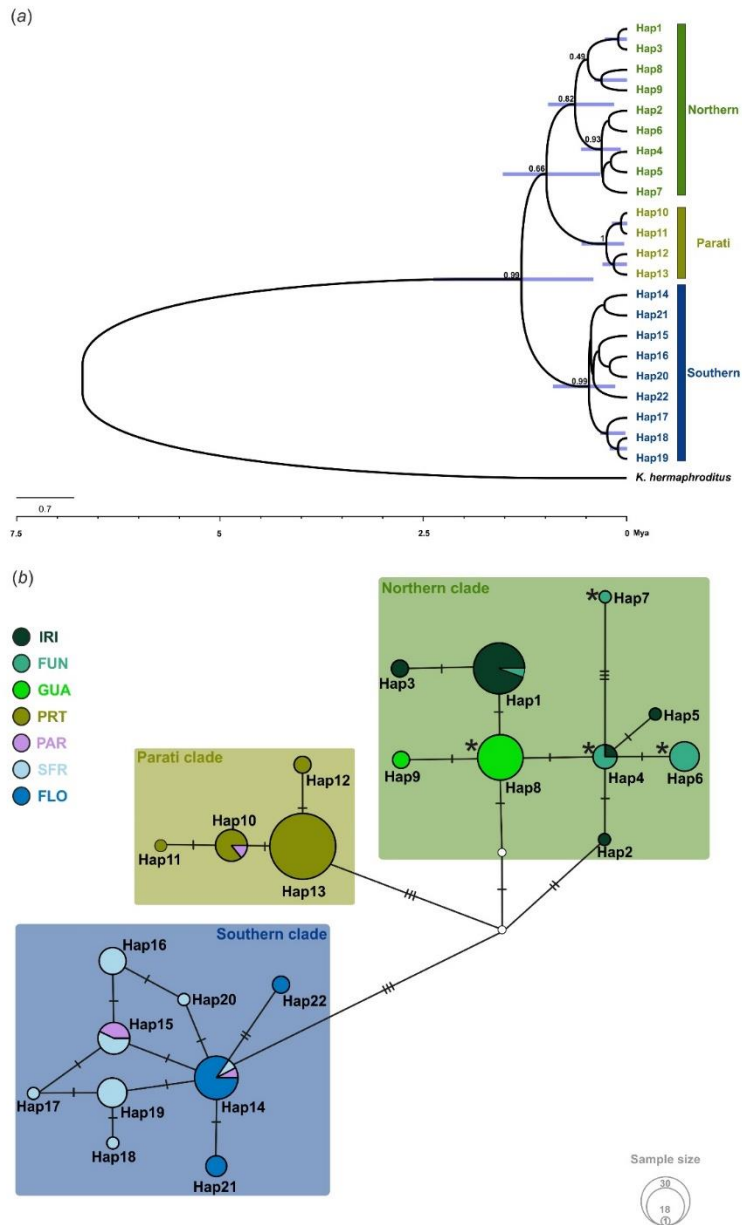 (a)
Hap1
Hap3
0.49
Hap8
Hap9
0.62
Hap2
Northern
Hap6
0.93
Hap4
Hap5
0.66
Hap7
Hap10
Hap11
1
Parati
Hap12
0.99
Hap13
Hap14
Hap21
Hap15
Hap16
Southern
Hap20
0.99
Hap22
Hap17
Hap18
Hap19
K. hermaphroditus
0.7
7.5 5 2.5 0 Mya
(b)
Northern clade
IRI
FUN
GUA
PRT
PAR
SFR
FLO
* Hap7
Hap3
Hap1
Hap5
* * *
Hap9 Hap8 Hap4 Hap6
Hap2
Parati clade
Hap12
Hap10
Hap11
Hap13
Southern clade
Hap16
Hap20
Hap22
Hap15
Hap14
Hap17
Hap19
Hap18
Hap21
Sample size
30
18
1